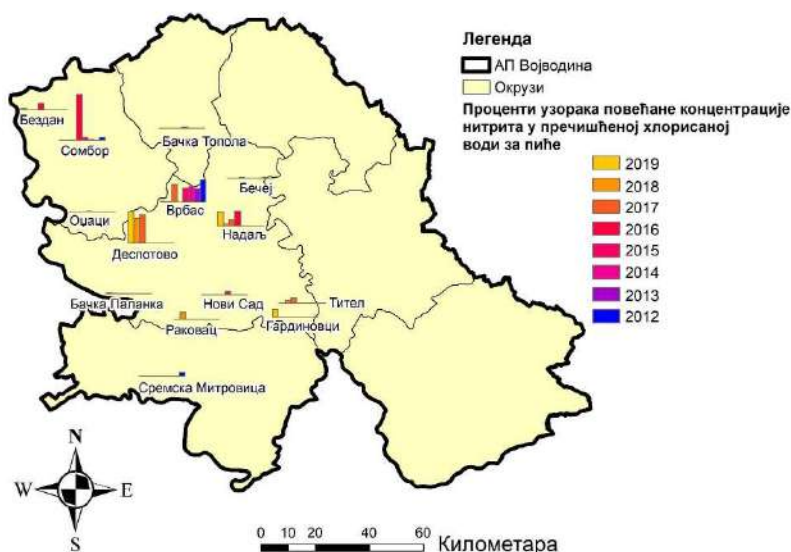 Легенда
АП Војводина
Окрузи
Проценти узорака повећане концентрације
нитрита у пречишћеној хлорисаној
води за пиће
2019
2018
2017
2016
2015
2014
2013
2012
Бездан
Сомбор
Бачка Топола
Бечеј
Врбас
Оџаци
Надаљ
Деспотово
Бачка Паланка
Нови Сад
Тител
Раковац
Гардиновци
Сремска Митровица
N
W E
S
0 10 20 40 60
Километара